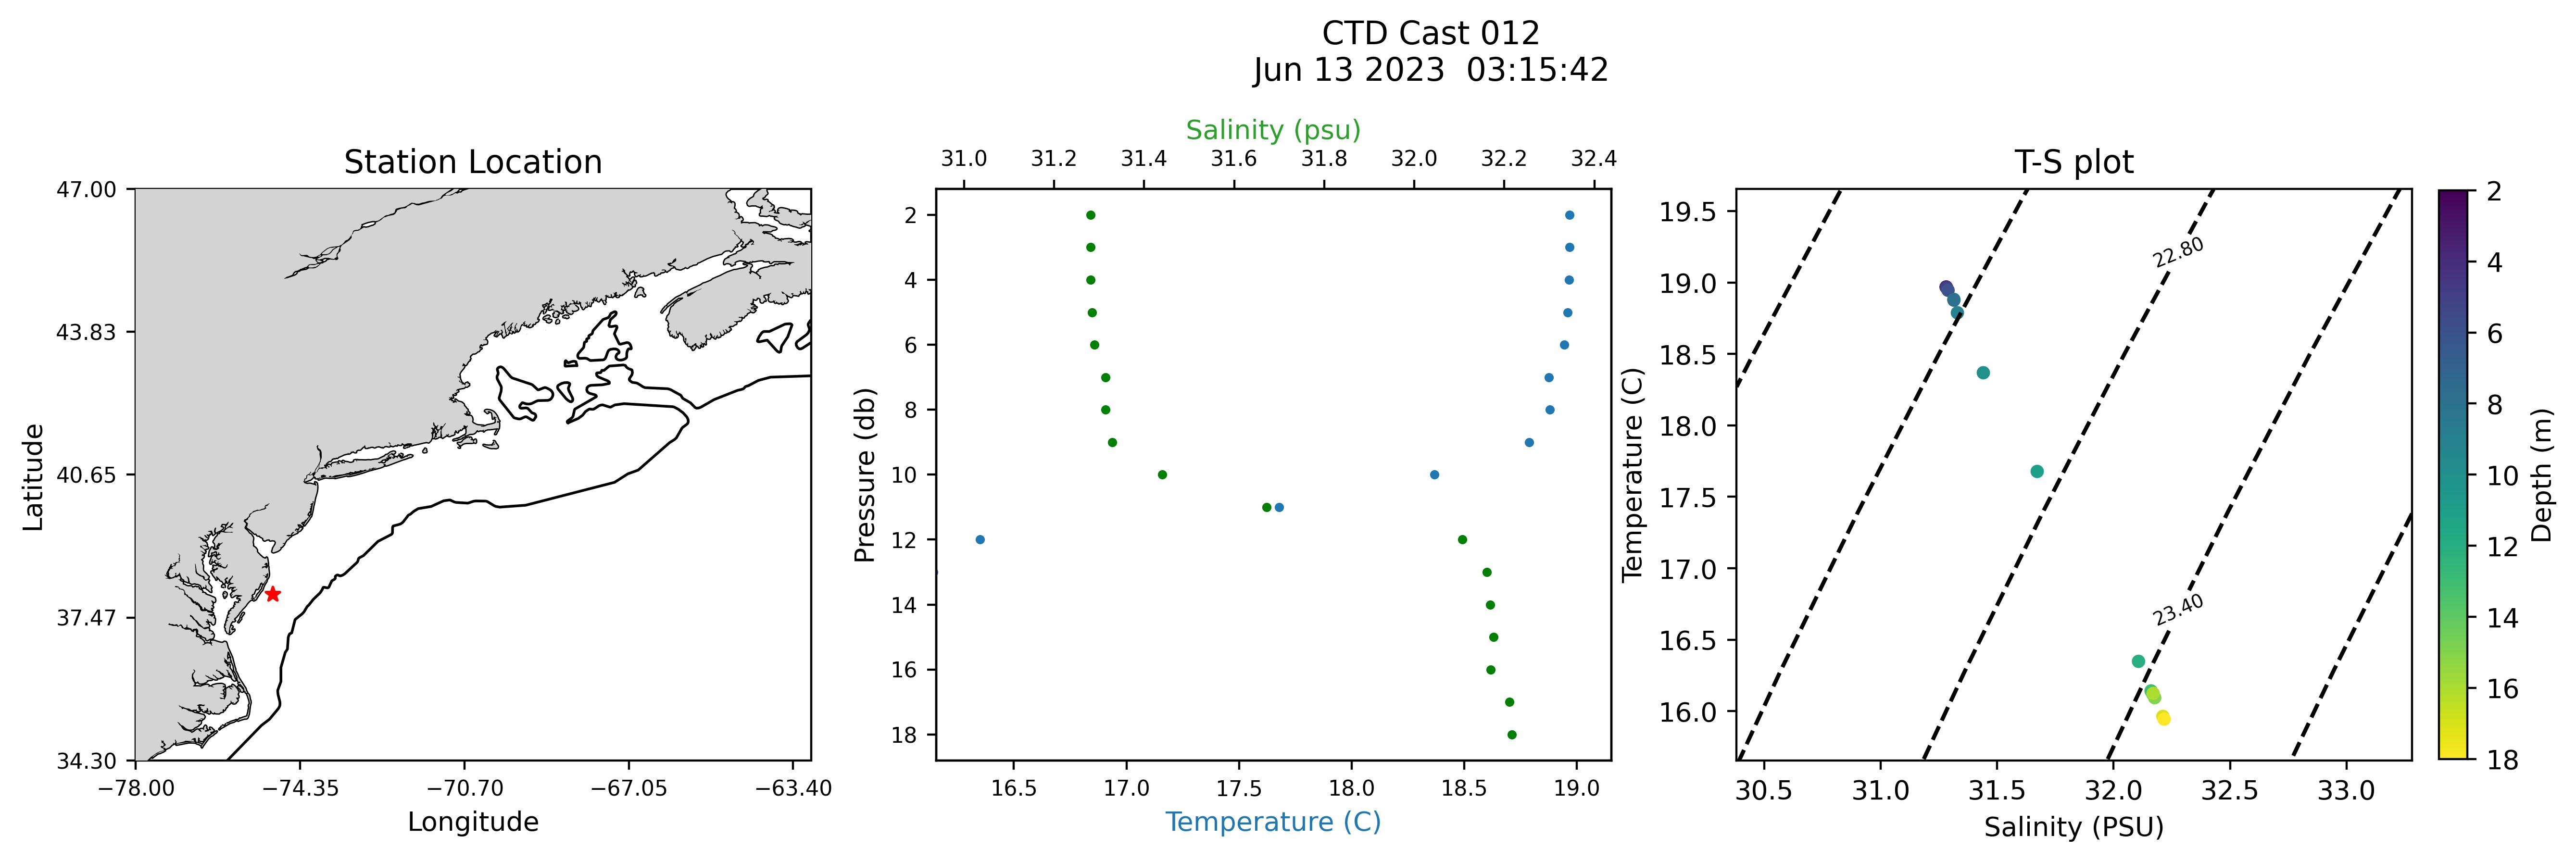 CTD Cast 012
Jun 13 2023  03:15:42
Station Location
47.00
43.83
40.65
37.47
34.30
Latitude
−78.00 −74.35 −70.70 −67.05 −63.40
Longitude
Salinity (psu)
31.0 31.2 31.4 31.6 31.8 32.0 32.2 32.4
2
4
6
8
10
12
14
16
18
Pressure (db)
16.5 17.0 17.5 18.0 18.5 19.0
Temperature (C)
T-S plot
19.5
19.0
18.5
18.0
17.5
17.0
16.5
16.0
Temperature (C)
22.80
23.40
30.5 31.0 31.5 32.0 32.5 33.0
Salinity (PSU)
2
4
6
8
10
12
14
16
18
Depth (m)